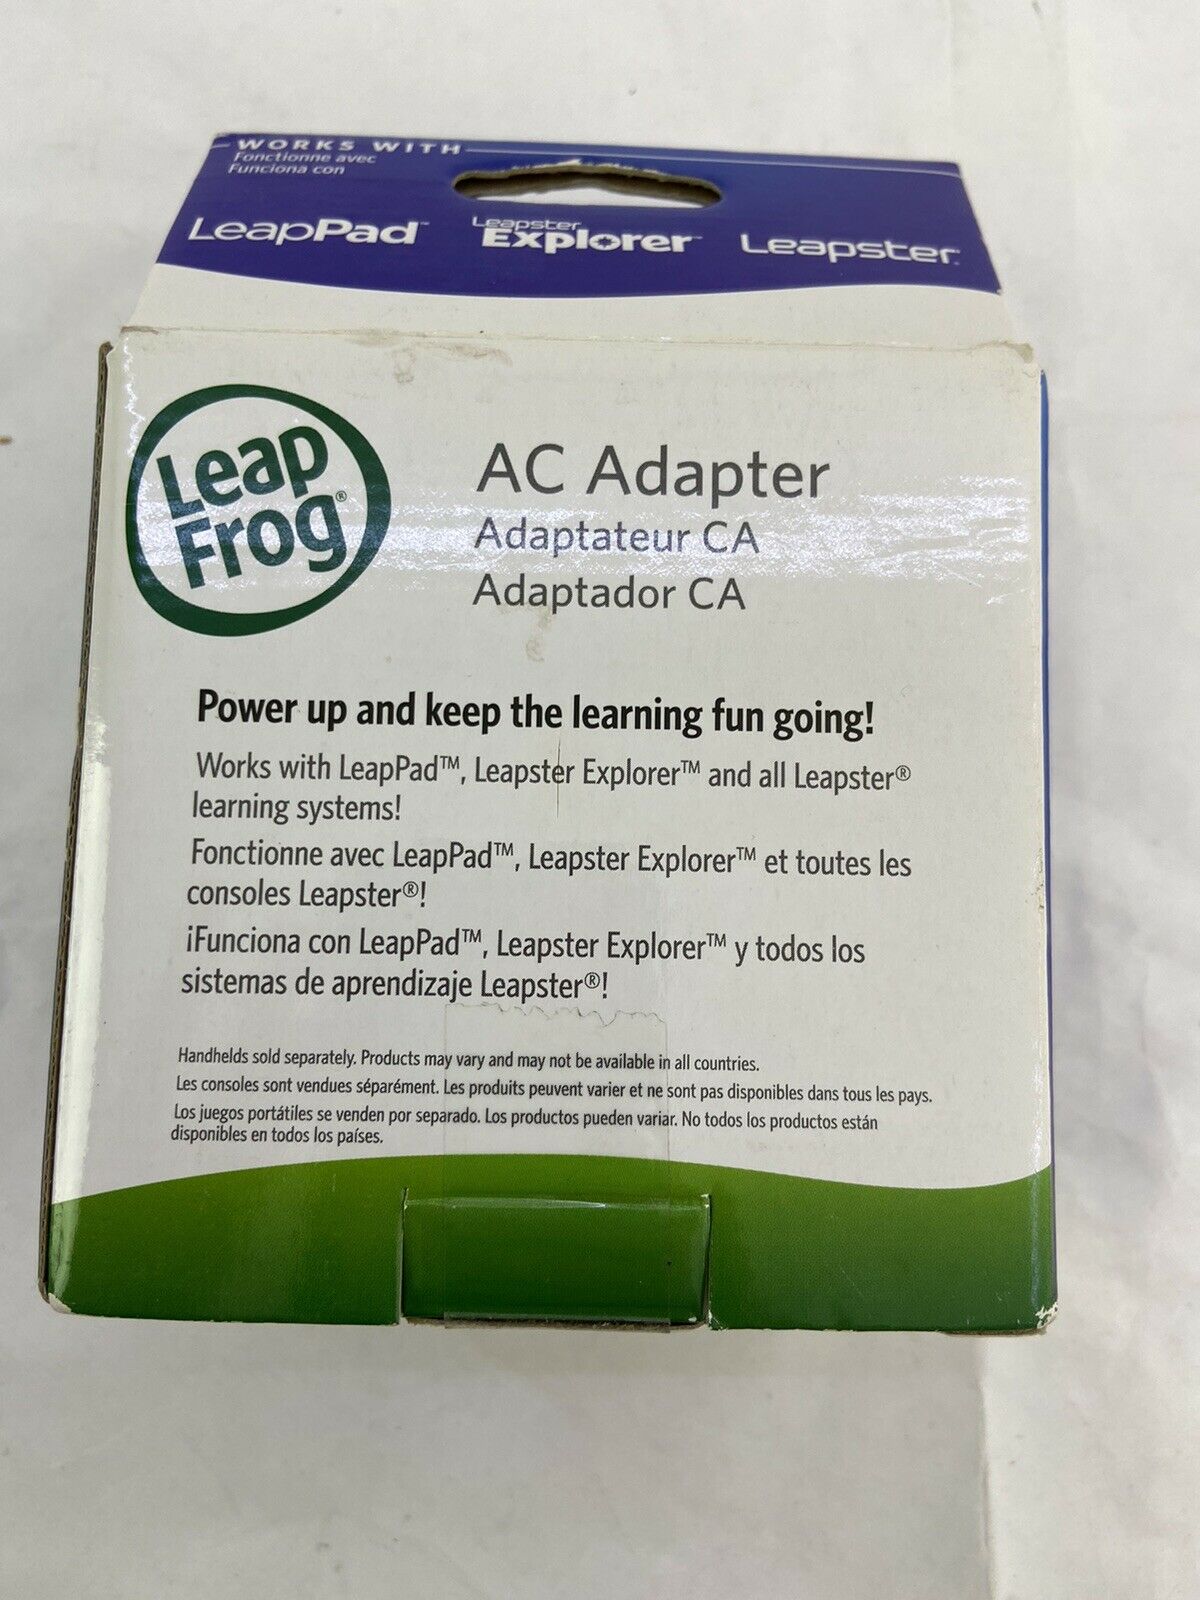 WORKS WITH
Fonctionne avec
Funciona con
LeapPad™
Leapster
Explorer™
Leapster®
Leap
Frog®
AC Adapter
Adaptateur CA
Adaptador CA
Power up and keep the learning fun going!
Works with LeapPad™, Leapster Explorer™ and all Leapster®
learning systems!
Fonctionne avec LeapPad™, Leapster Explorer™ et toutes les
consoles Leapster®!
¡Funciona con LeapPad™, Leapster Explorer™ y todos los
sistemas de aprendizaje Leapster®!
Handhelds sold separately. Products may vary and may not be available in all countries.
Les consoles sont vendues séparément. Les produits peuvent varier et ne sont pas disponibles dans tous les pays.
Los juegos portátiles se venden por separado. Los productos pueden variar. No todos los productos están
disponibles en todos los países.